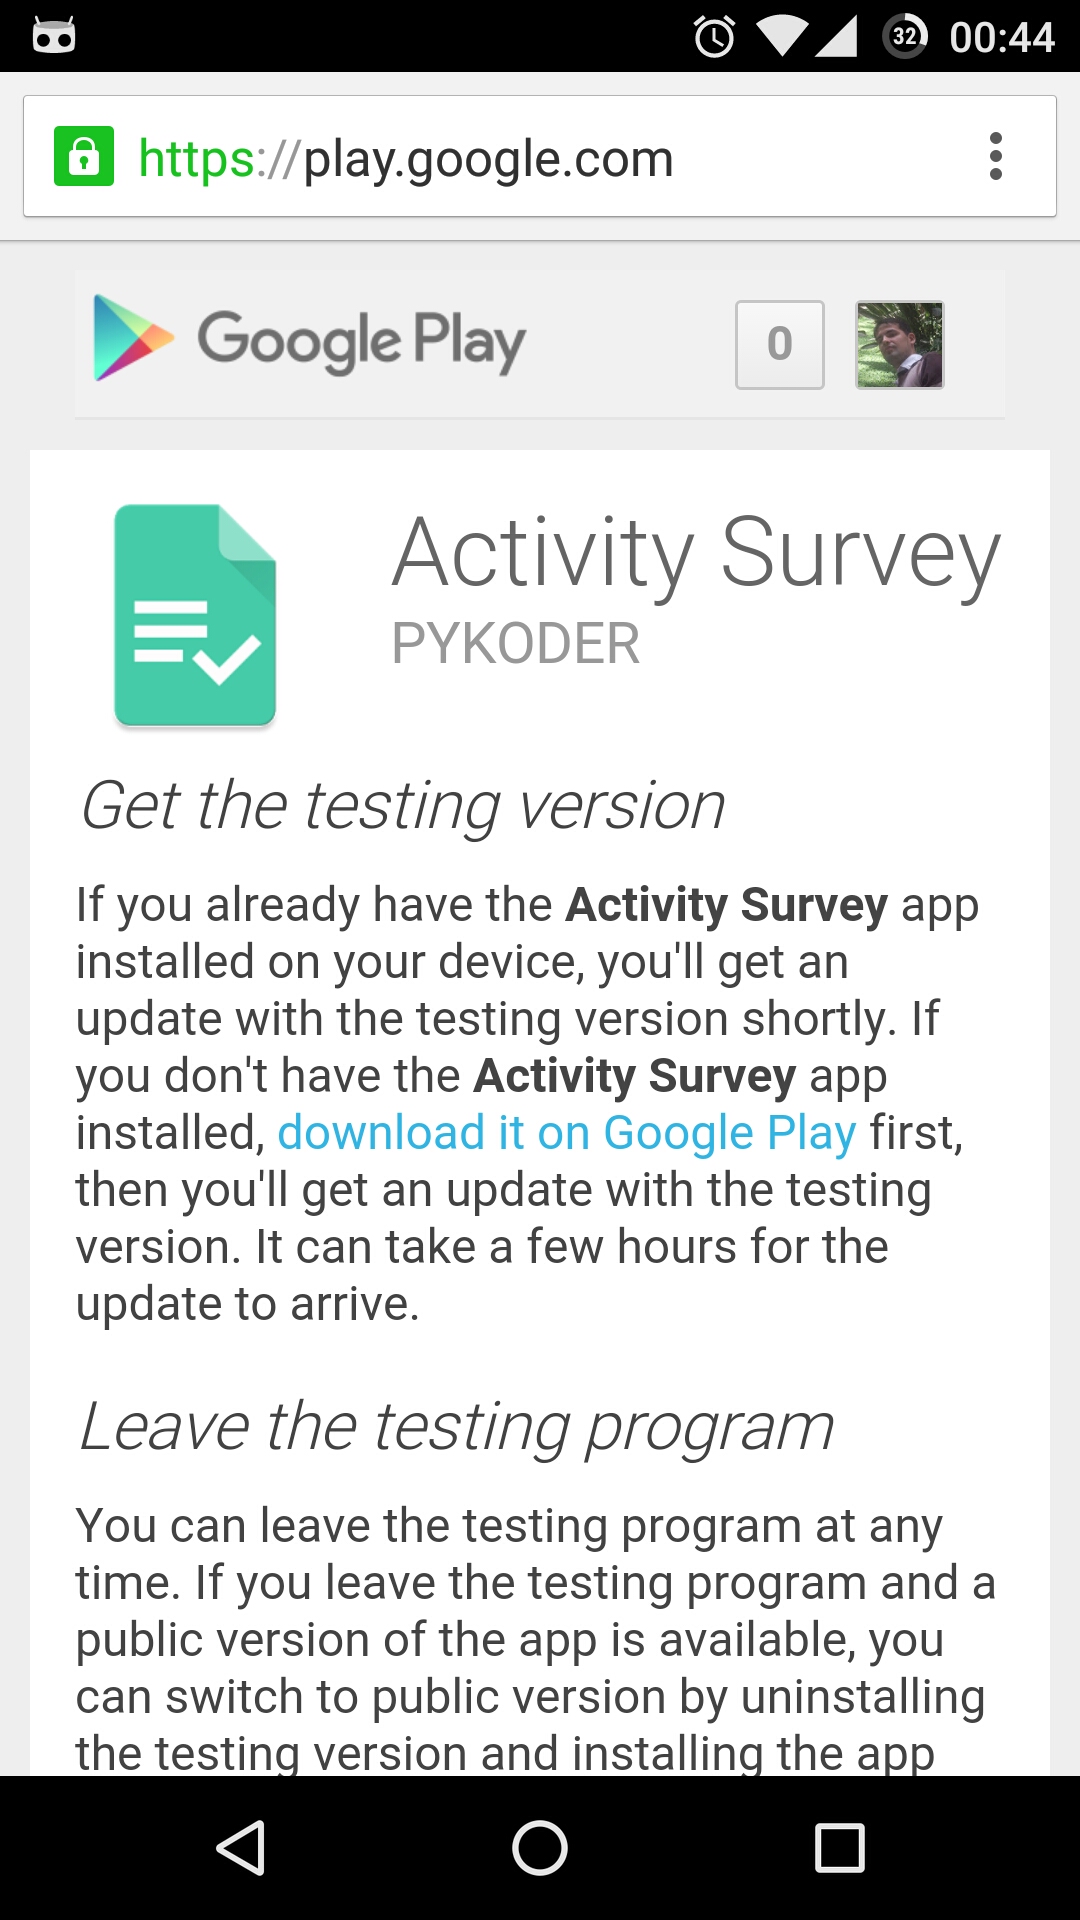 32 00:44
https://play.google.com
Google Play 0
Activity Survey
PYKODER
Get the testing version
If you already have the Activity Survey app
installed on your device, you'll get an
update with the testing version shortly. If
you don't have the Activity Survey app
installed, download it on Google Play first,
then you'll get an update with the testing
version. It can take a few hours for the
update to arrive.
Leave the testing program
You can leave the testing program at any
time. If you leave the testing program and a
public version of the app is available, you
can switch to public version by uninstalling
the testing version and installing the app